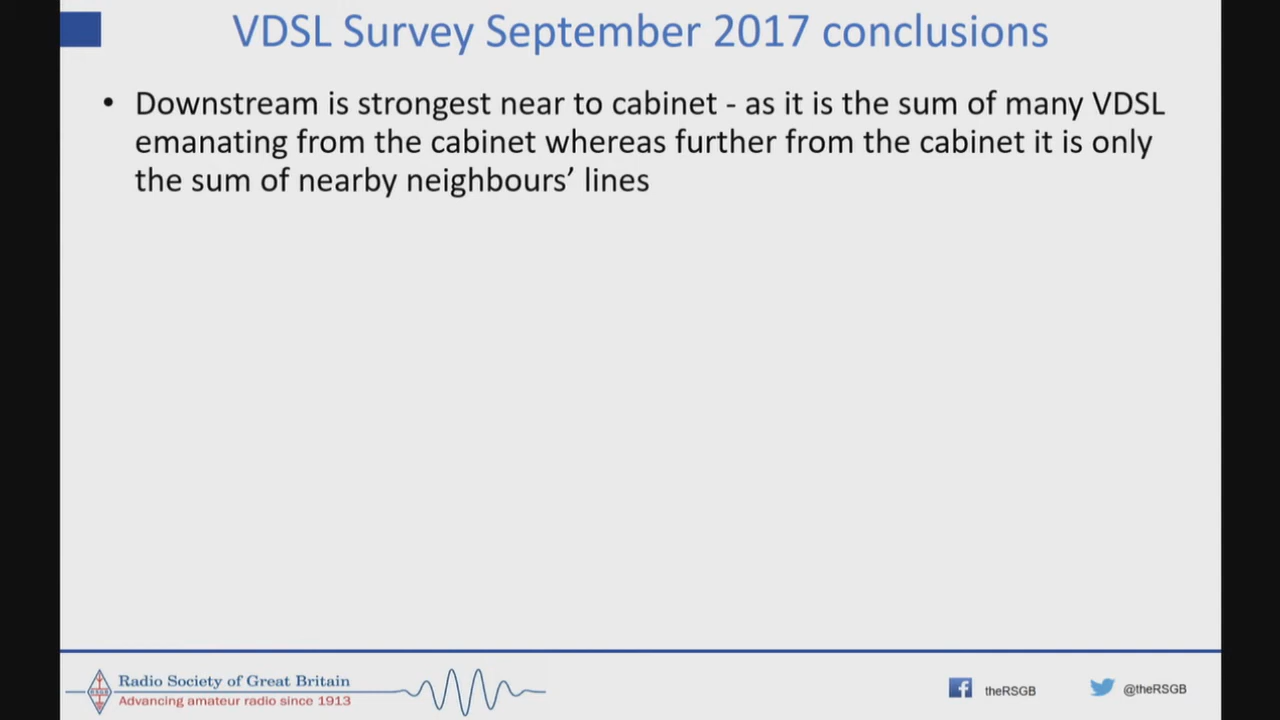 VDSL Survey September 2017 conclusions
• Downstream is strongest near to cabinet - as it is the sum of many VDSL
emanating from the cabinet whereas further from the cabinet it is only
the sum of nearby neighbours’ lines
Radio Society of Great Britain
Advancing amateur radio since 1913
theRSGB
@theRSGB